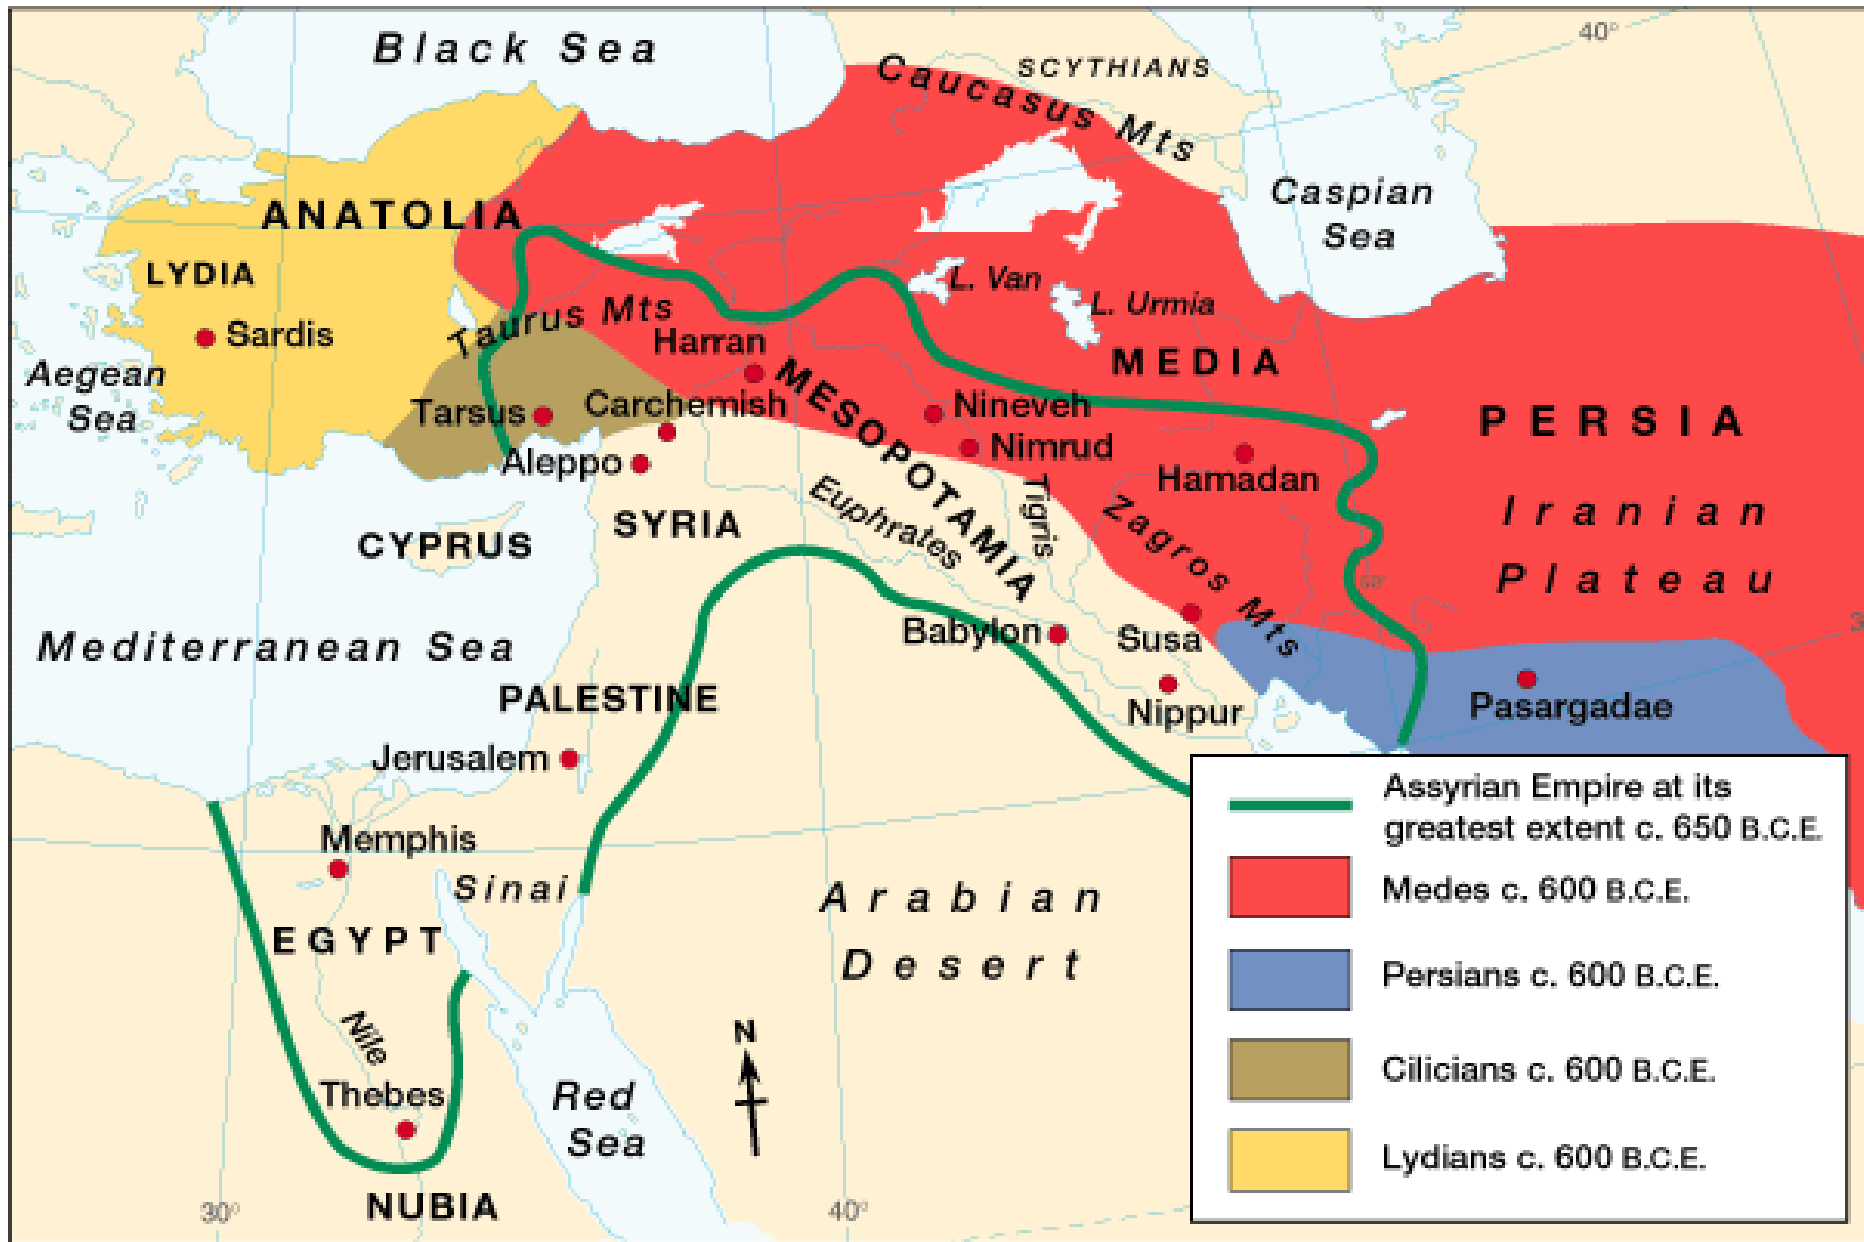 Black Sea
SCYTHIANS
40°
Caucasus Mts
Caspian
Sea
ANATOLIA
LYDIA
Sardis
Aegean
Sea
Taurus Mts
L. Van
L. Urmia
Harran
MEDIA
Tarsus
Carchemish
Aleppo
MESOPOTAMIA
Nineveh
Nimrud
Hamadan
PERSIA
Iranian
Plateau
CYPRUS
SYRIA
Euphrates
Tigris
Zagros Mts
Mediterranean Sea
Babylon
Susa
Nippur
Pasargadae
PALESTINE
Jerusalem
Memphis
Sinai
EGYPT
Arabian
Desert
Nile
Thebes
Red
Sea
N
NUBIA
30°
40°
Assyrian Empire at its
greatest extent c. 650 B.C.E.
Medes c. 600 B.C.E.
Persians c. 600 B.C.E.
Cilicians c. 600 B.C.E.
Lydians c. 600 B.C.E.